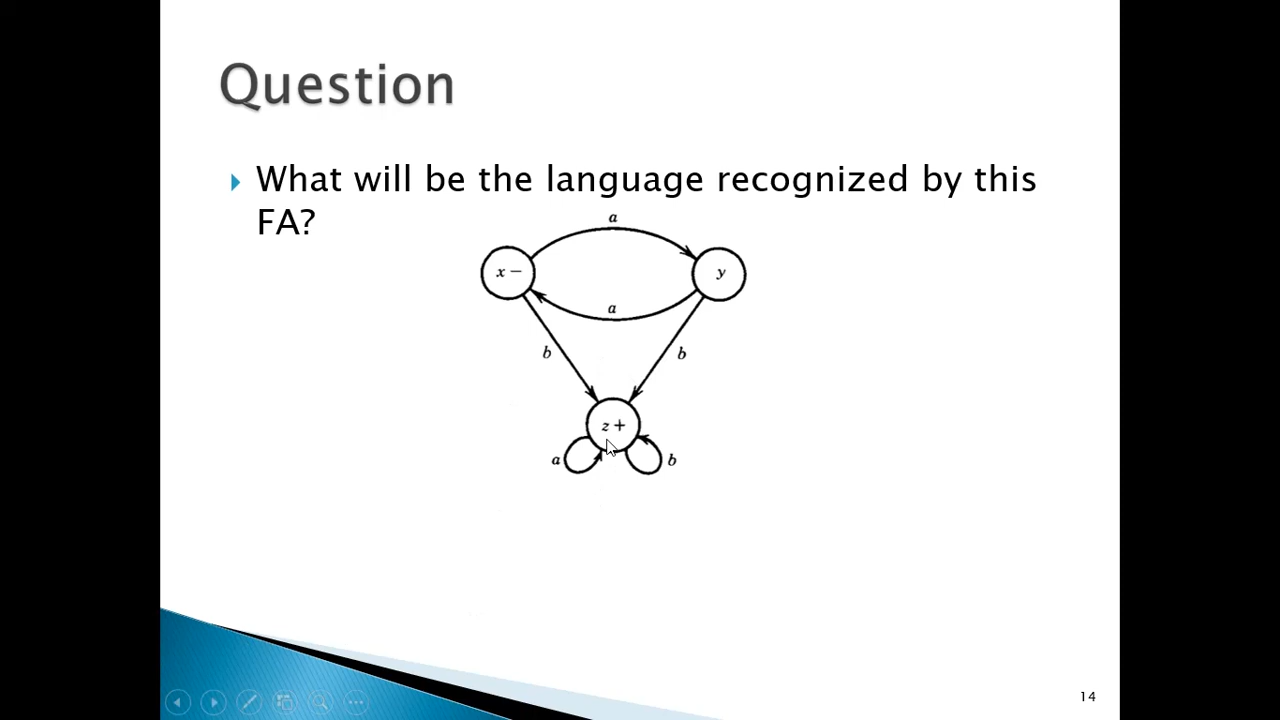 Question
What will be the language recognized by this
FA?
a
x −
y
a
b
b
z +
a
b
14